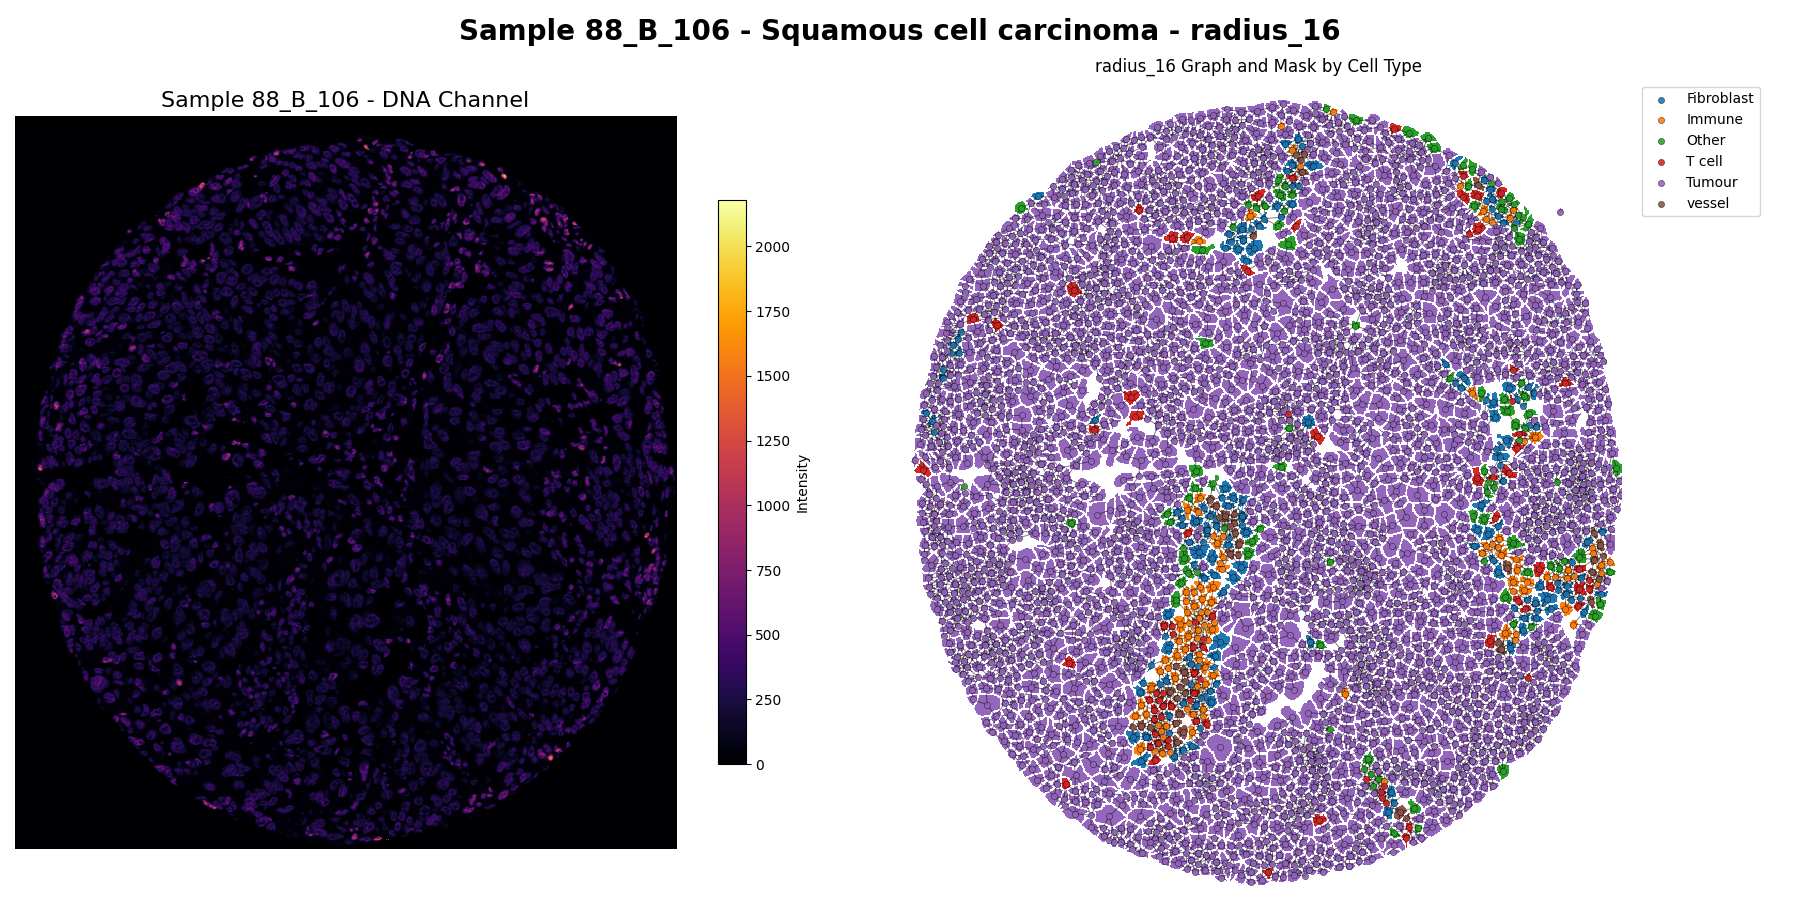 Sample 88_B_106 - Squamous cell carcinoma - radius_16
Sample 88_B_106 - DNA Channel
radius_16 Graph and Mask by Cell Type
Fibroblast
Immune
Other
T cell
Tumour
vessel
2000
1750
1500
1250
1000
750
500
250
0
Intensity